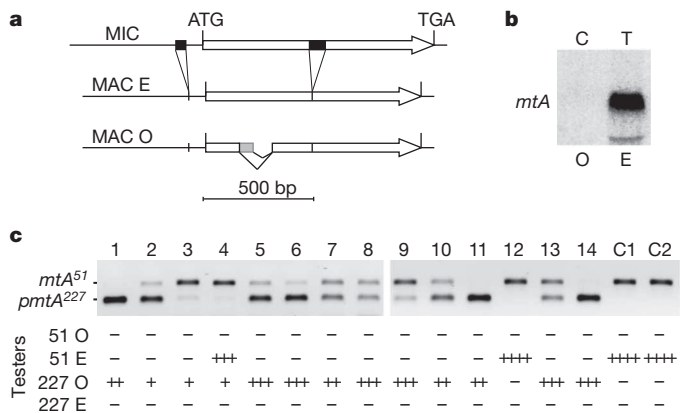 a
ATG TGA
MIC
MAC E
MAC O
500 bp
b
C T
mtA
O E
c
1 2 3 4 5 6 7 8 9 10 11 12 13 14 C1 C2
mtA⁵¹
pmtA²²⁷
Testers
51 O – – – – – – – – – – – – – – – –
51 E – – – +++ – – – – – – – ++++ – – ++++ ++++
227 O ++ + + + +++ +++ ++ ++ +++ ++ ++ – +++ +++ – –
227 E – – – – – – – – – – – – – – – –